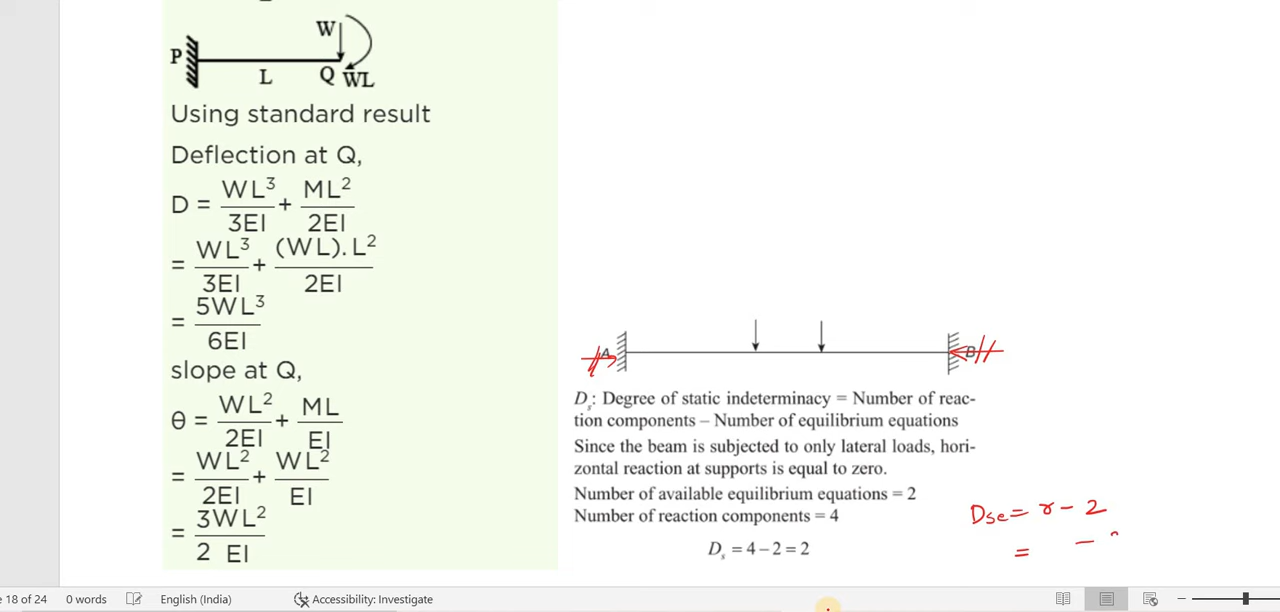 W
P
L Q WL
Using standard result
Deflection at Q,
D = WL³/3EI + ML²/2EI
= WL³/3EI + (WL).L²/2EI
= 5WL³/6EI
slope at Q,
θ = WL²/2EI + ML/EI
= WL²/2EI + WL²/EI
= 3WL²/2 EI
A B
Dₛ: Degree of static indeterminacy = Number of reac-
tion components – Number of equilibrium equations
Since the beam is subjected to only lateral loads, hori-
zontal reaction at supports is equal to zero.
Number of available equilibrium equations = 2
Number of reaction components = 4
Dₛ = 4 – 2 = 2
Dse = r - 2
= -
18 of 24 0 words English (India) Accessibility: Investigate